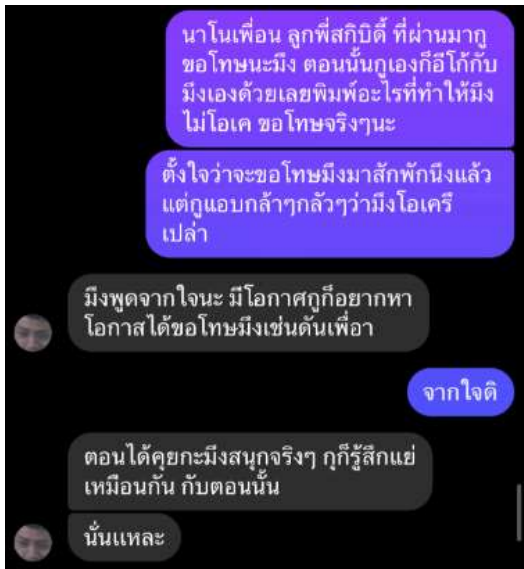 นาโนเพื่อน ลูกพี่สกิบิดี้ ที่ผ่านมากู
ขอโทษนะมึง ตอนนั้นกูเองก็อีโก้กับ
มึงเองด้วยเลยพิมพ์อะไรที่ทำให้มึง
ไม่โอเค ขอโทษจริงๆนะ
ตั้งใจว่าจะขอโทษมึงมาสักพักนึงแล้ว
แต่กูแอบกล้าๆกลัวๆว่ามึงโอเครึ
เปล่า
มึงพูดจากใจนะ มีโอกาศกูก็อยากหา
โอกาสได้ขอโทษมึงเช่นดันเพื่อา
จากใจดิ
ตอนได้คุยกะมึงสนุกจริงๆ กุก็รู้สึกแย่
เหมือนกัน กับตอนนั้น
นั่นแหละ